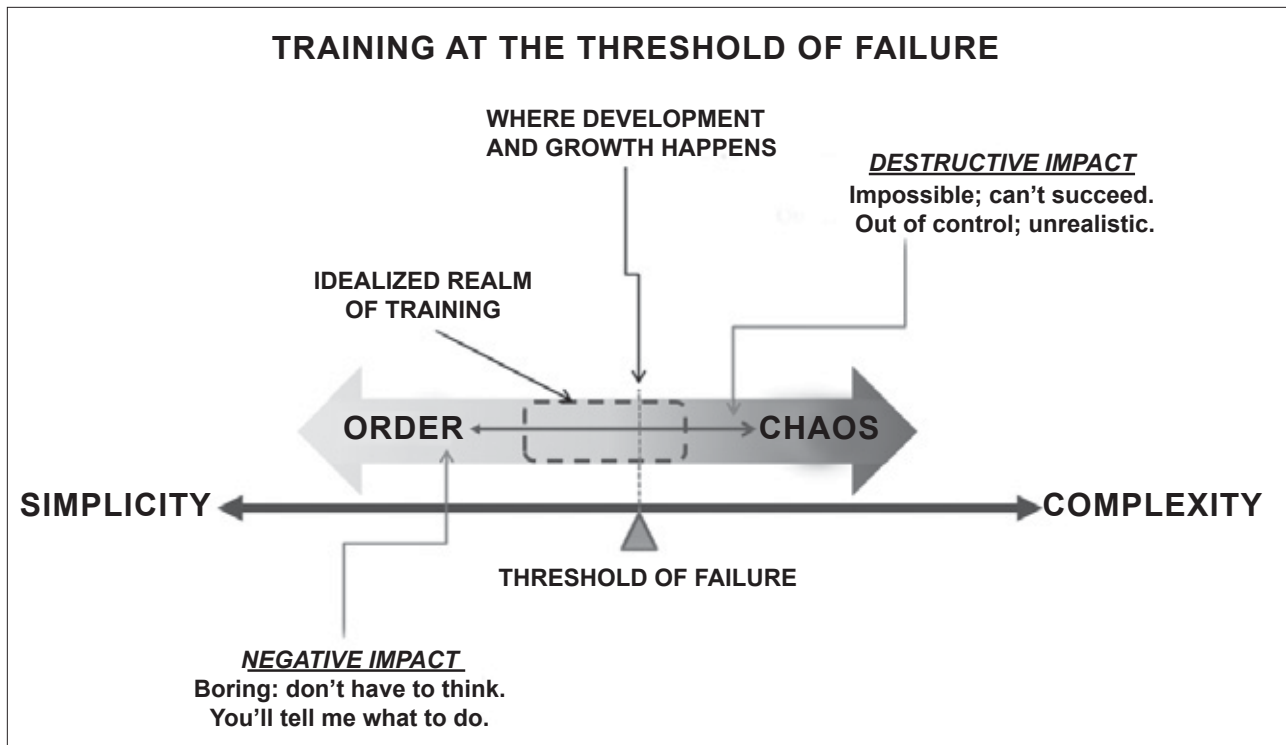 TRAINING AT THE THRESHOLD OF FAILURE
WHERE DEVELOPMENT
AND GROWTH HAPPENS
DESTRUCTIVE IMPACT
Impossible; can't succeed.
Out of control; unrealistic.
IDEALIZED REALM
OF TRAINING
ORDER
CHAOS
SIMPLICITY
COMPLEXITY
THRESHOLD OF FAILURE
NEGATIVE IMPACT
Boring: don't have to think.
You'll tell me what to do.